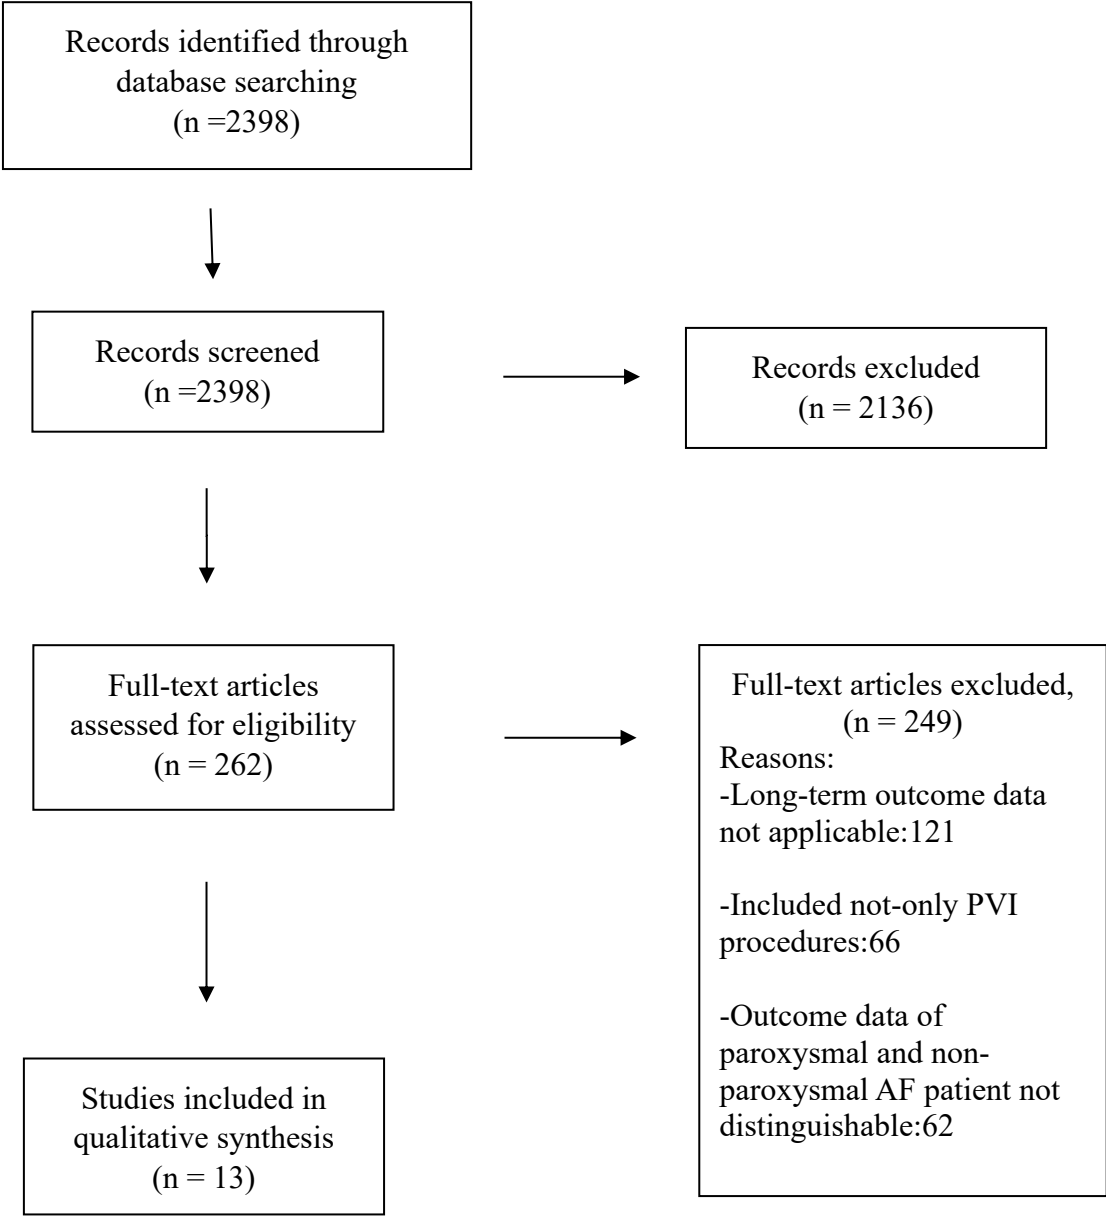 Records identified through
database searching
(n =2398)
Records screened
(n =2398)
Records excluded
(n = 2136)
Full-text articles
assessed for eligibility
(n = 262)
Full-text articles excluded,
(n = 249)
Reasons:
-Long-term outcome data
not applicable:121
-Included not-only PVI
procedures:66
-Outcome data of
paroxysmal and non-
paroxysmal AF patient not
distinguishable:62
Studies included in
qualitative synthesis
(n = 13)